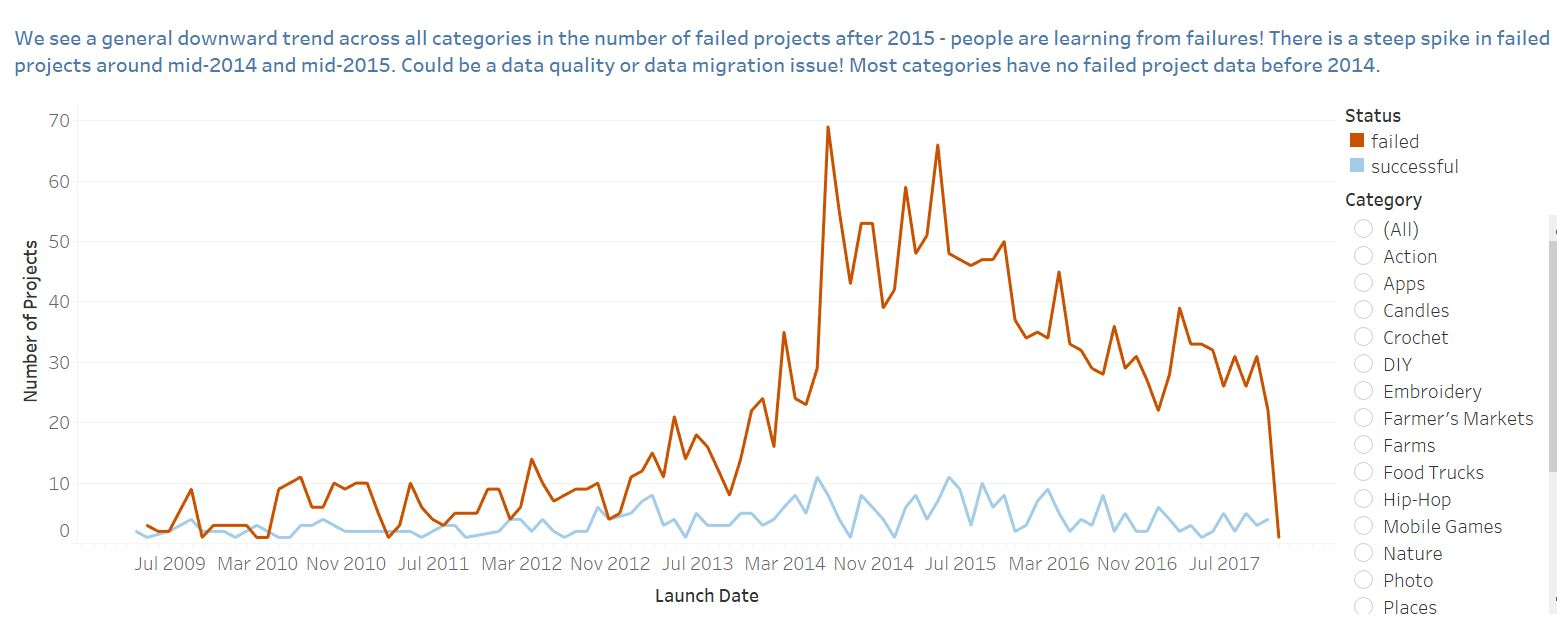 We see a general downward trend across all categories in the number of failed projects after 2015 - people are learning from failures! There is a steep spike in failed
projects around mid-2014 and mid-2015. Could be a data quality or data migration issue! Most categories have no failed project data before 2014.
70
60
50
40
30
20
10
0
Number of Projects
Jul 2009 Mar 2010 Nov 2010 Jul 2011 Mar 2012 Nov 2012 Jul 2013 Mar 2014 Nov 2014 Jul 2015 Mar 2016 Nov 2016 Jul 2017
Launch Date
Status
failed
successful
Category
(All)
Action
Apps
Candles
Crochet
DIY
Embroidery
Farmer's Markets
Farms
Food Trucks
Hip-Hop
Mobile Games
Nature
Photo
Places